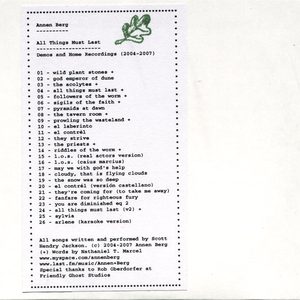 Annen Berg
----------
All Things Must Last
--------------------
Demos and Home Recordings (2004-2007)
01 - wild plant stones +
02 - god emperor of dune
03 - the acolytes +
04 - all things must last +
05 - followers of the worm +
06 - sigils of the faith +
07 - pyramids at dawn
08 - the tavern room +
09 - prowling the wasteland +
10 - el laberinto
11 - el contrél
12 - they strive
13 - the priests +
14 - riddles of the worm +
15 - l.o.s. (real actors version)
16 - l.o.s. (caius marcius)
17 - may we with god's help
18 - cloudy, that is flying clouds
19 - the snow was so deep
20 - el contrél (versión castellano)
21 - they're coming for (to take me away)
22 - fanfare for righteous fury
23 - you are diminished eq 2
24 - all things must last (v2) +
25 - sylvia
26 - arlene (karaoke version)
All songs written and performed by Scott
Hendry Jackson. (c) 2004-2007 Annen Berg
(+) Words by Nathaniel T. Marcel
www.myspace.com/annenberg
www.last.fm/music/Annen+Berg
Special thanks to Rob Oberdorfer at
Friendly Ghost Studios